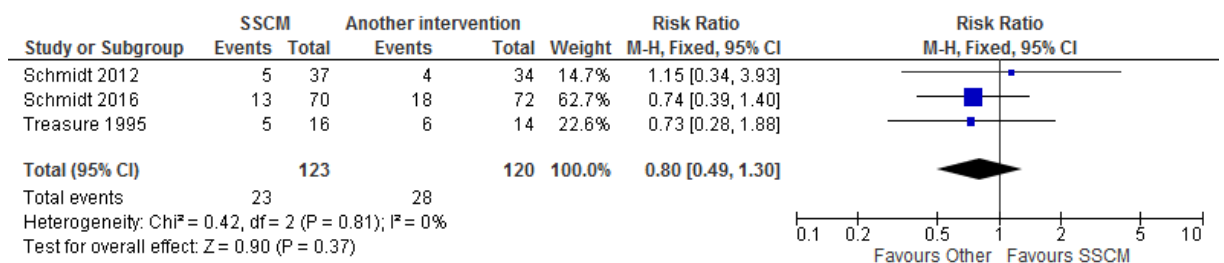 SSCM Another intervention Risk Ratio Risk Ratio
Study or Subgroup Events Total Events Total Weight M-H, Fixed, 95% CI M-H, Fixed, 95% CI
Schmidt 2012 5 37 4 34 14.7% 1.15 [0.34, 3.93]
Schmidt 2016 13 70 18 72 62.7% 0.74 [0.39, 1.40]
Treasure 1995 5 16 6 14 22.6% 0.73 [0.28, 1.88]
Total (95% CI) 123 120 100.0% 0.80 [0.49, 1.30]
Total events 23 28
Heterogeneity: Chi² = 0.42, df = 2 (P = 0.81); I² = 0%
Test for overall effect: Z = 0.90 (P = 0.37)
0.1 0.2 0.5 1 2 5 10
Favours Other Favours SSCM